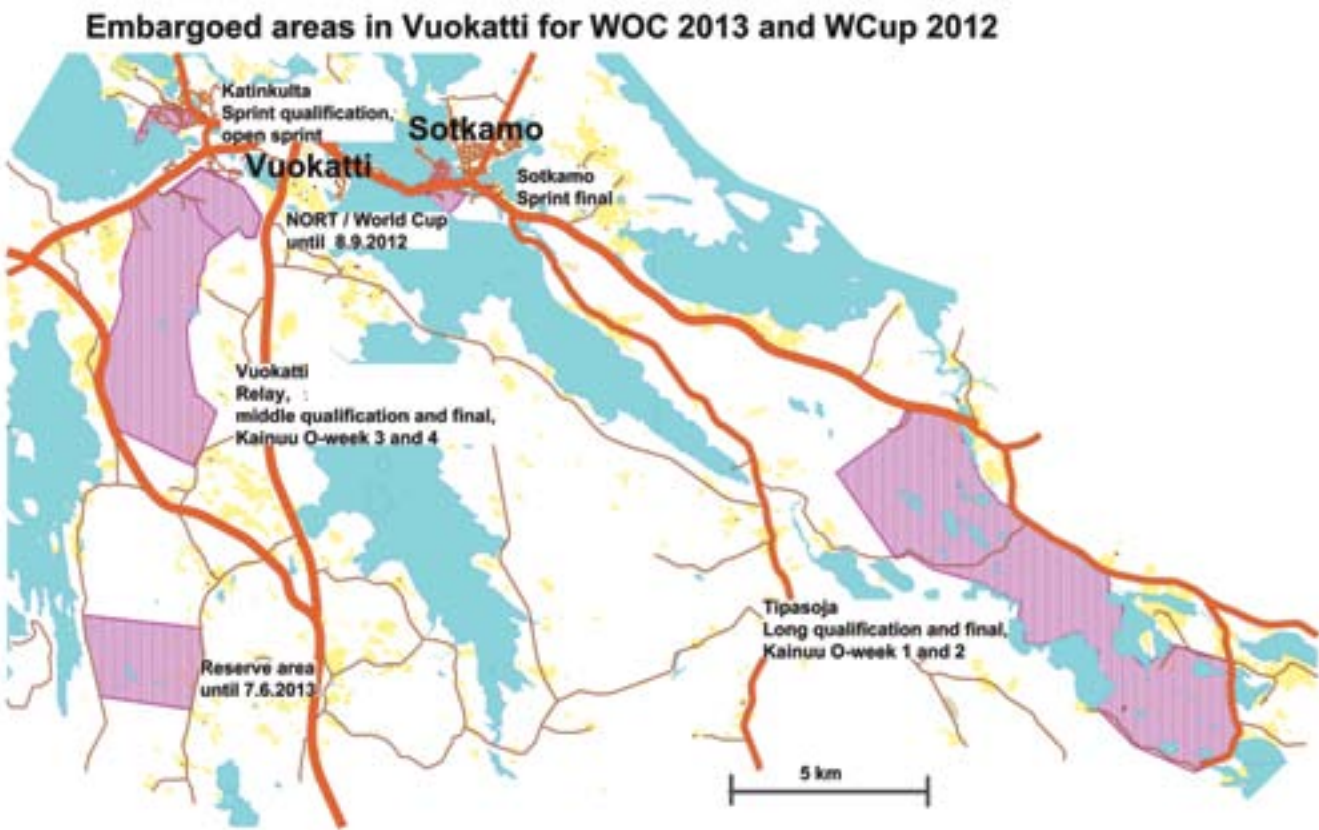 Embargoed areas in Vuokatti for WOC 2013 and WCup 2012
Katinkulta
Sprint qualification,
open sprint
Sotkamo
Vuokatti
Sotkamo
Sprint final
NORT / World Cup
until 8.9.2012
Vuokatti
Relay,
middle qualification and final,
Kainuu O-week 3 and 4
Tipasoja
Long qualification and final,
Kainuu O-week 1 and 2
Reserve area
until 7.6.2013
5 km